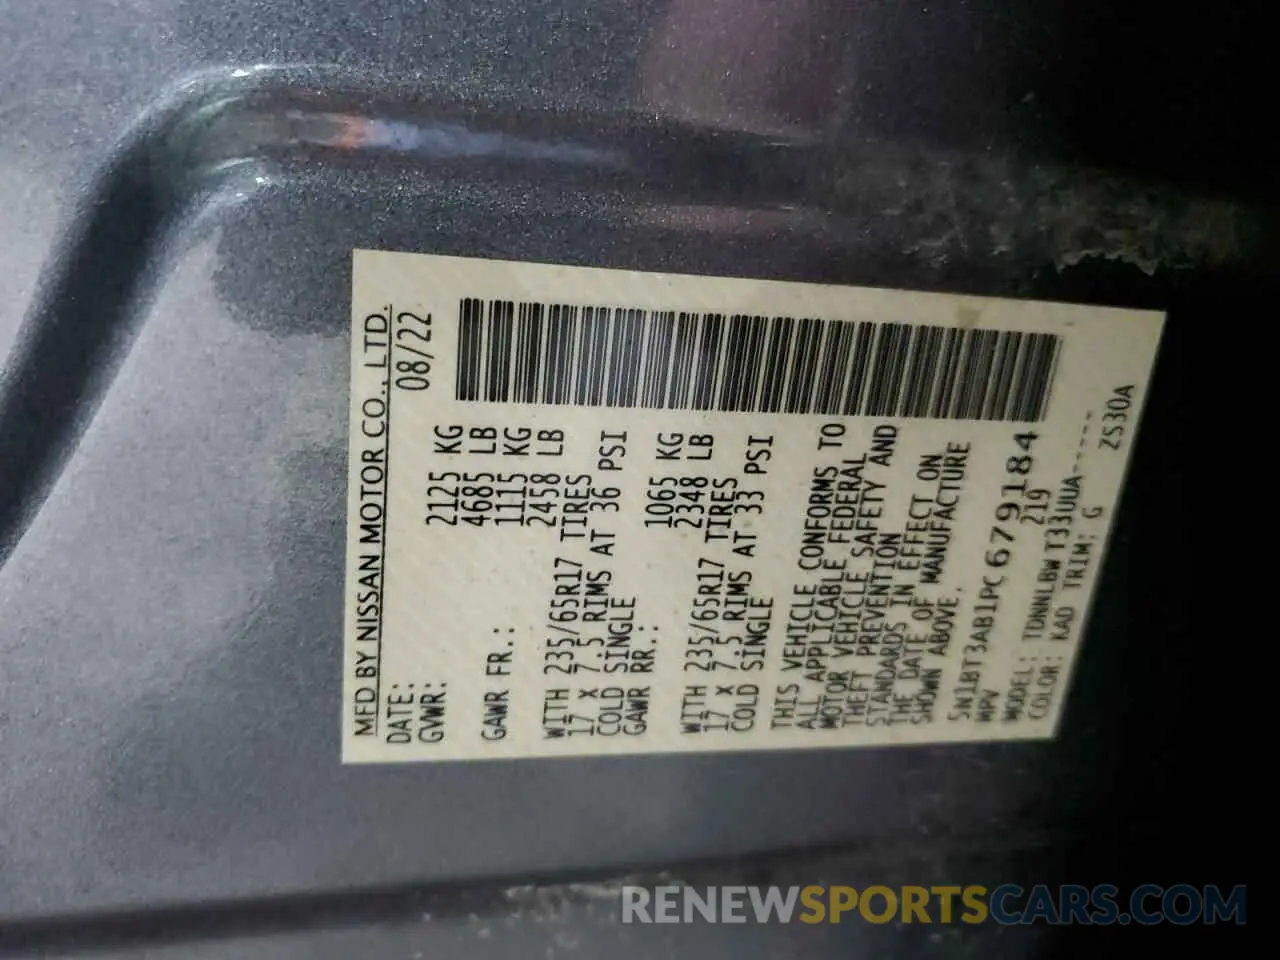 MFD BY NISSAN MOTOR CO., LTD.
DATE: 08/22
GVWR: 2125 KG
4685 LB
GAWR FR.: 1115 KG
2458 LB
WITH 235/65R17 TIRES
17 X 7.5 RIMS AT 36 PSI
COLD SINGLE
GAWR RR.: 1065 KG
2348 LB
WITH 235/65R17 TIRES
17 X 7.5 RIMS AT 33 PSI
COLD SINGLE
THIS VEHICLE CONFORMS TO
ALL APPLICABLE FEDERAL
MOTOR VEHICLE SAFETY AND
THEFT PREVENTION
STANDARDS IN EFFECT ON
THE DATE OF MANUFACTURE
SHOWN ABOVE.
5N1BT3AB1PC679184
MPV 219
MODEL: TDNNLBWT33UUA-----
COLOR: KAD TRIM: G ZS30A
RENEWSPORTSCARS.COM